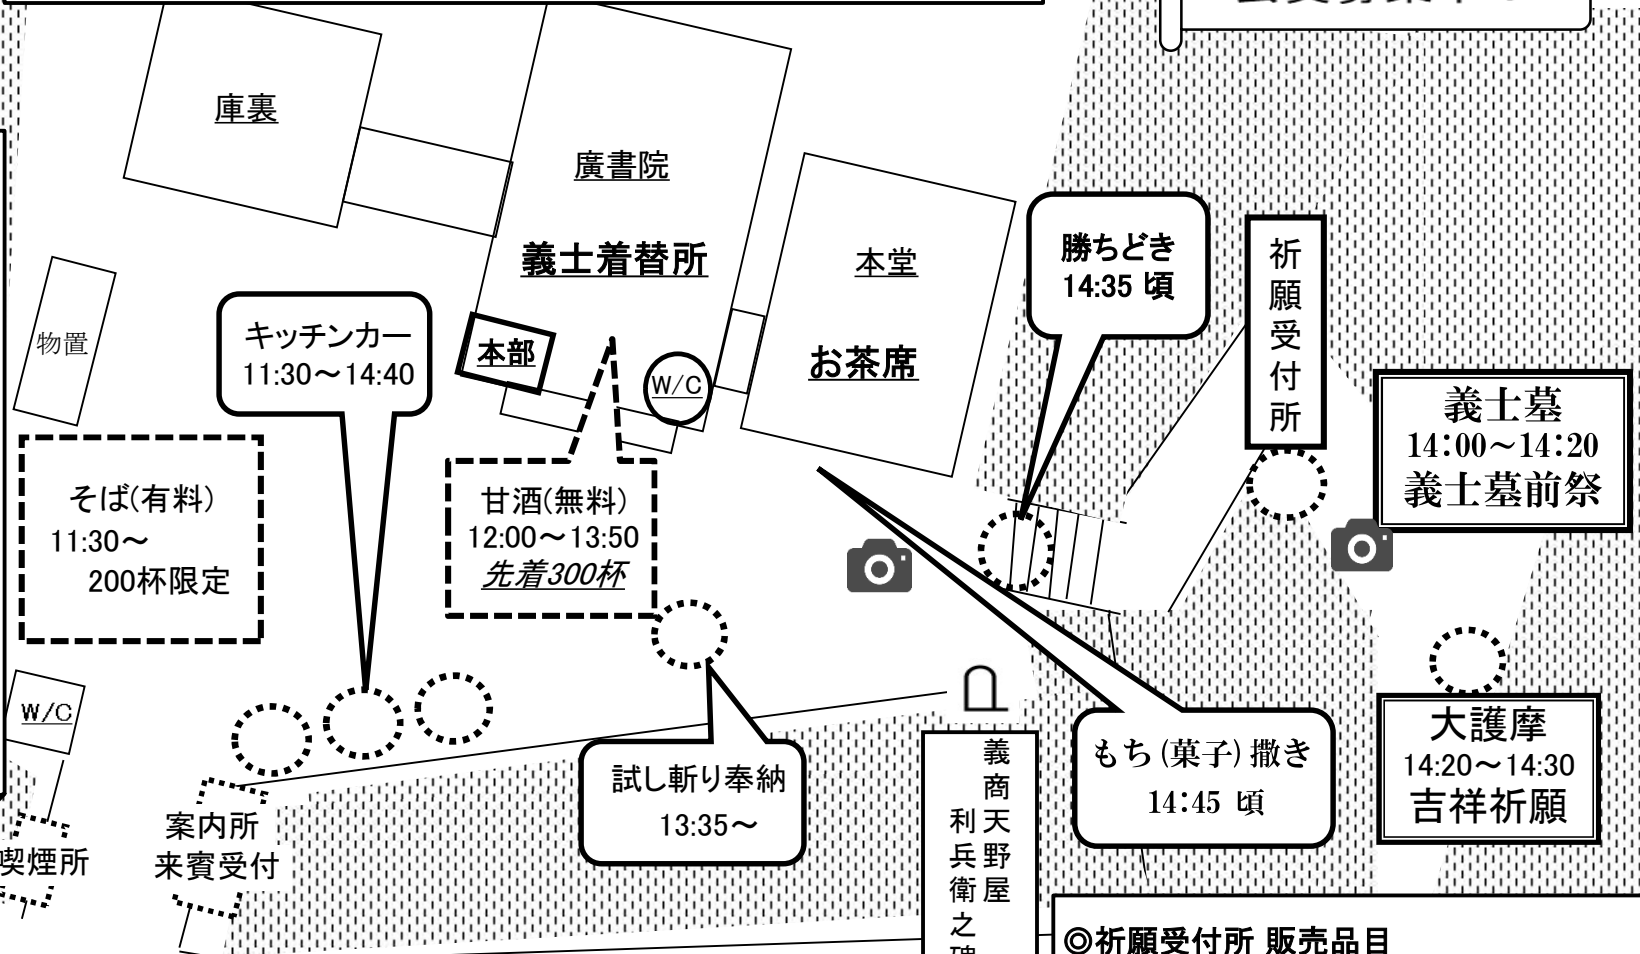 庫裏
廣書院
義士着替所
本部
W/C
本堂
お茶席
勝ちどき
14:35 頃
祈願受付所
物置
キッチンカー
11:30～14:40
義士墓
14:00～14:20
義士墓前祭
そば(有料)
11:30～
200杯限定
甘酒(無料)
12:00～13:50
先着300杯
W/C
試し斬り奉納
13:35～
もち(菓子)撒き
14:45 頃
大護摩
14:20～14:30
吉祥祈願
案内所
来賓受付
喫煙所
義商天野屋
利兵衛之碑
◎祈願受付所 販売品目